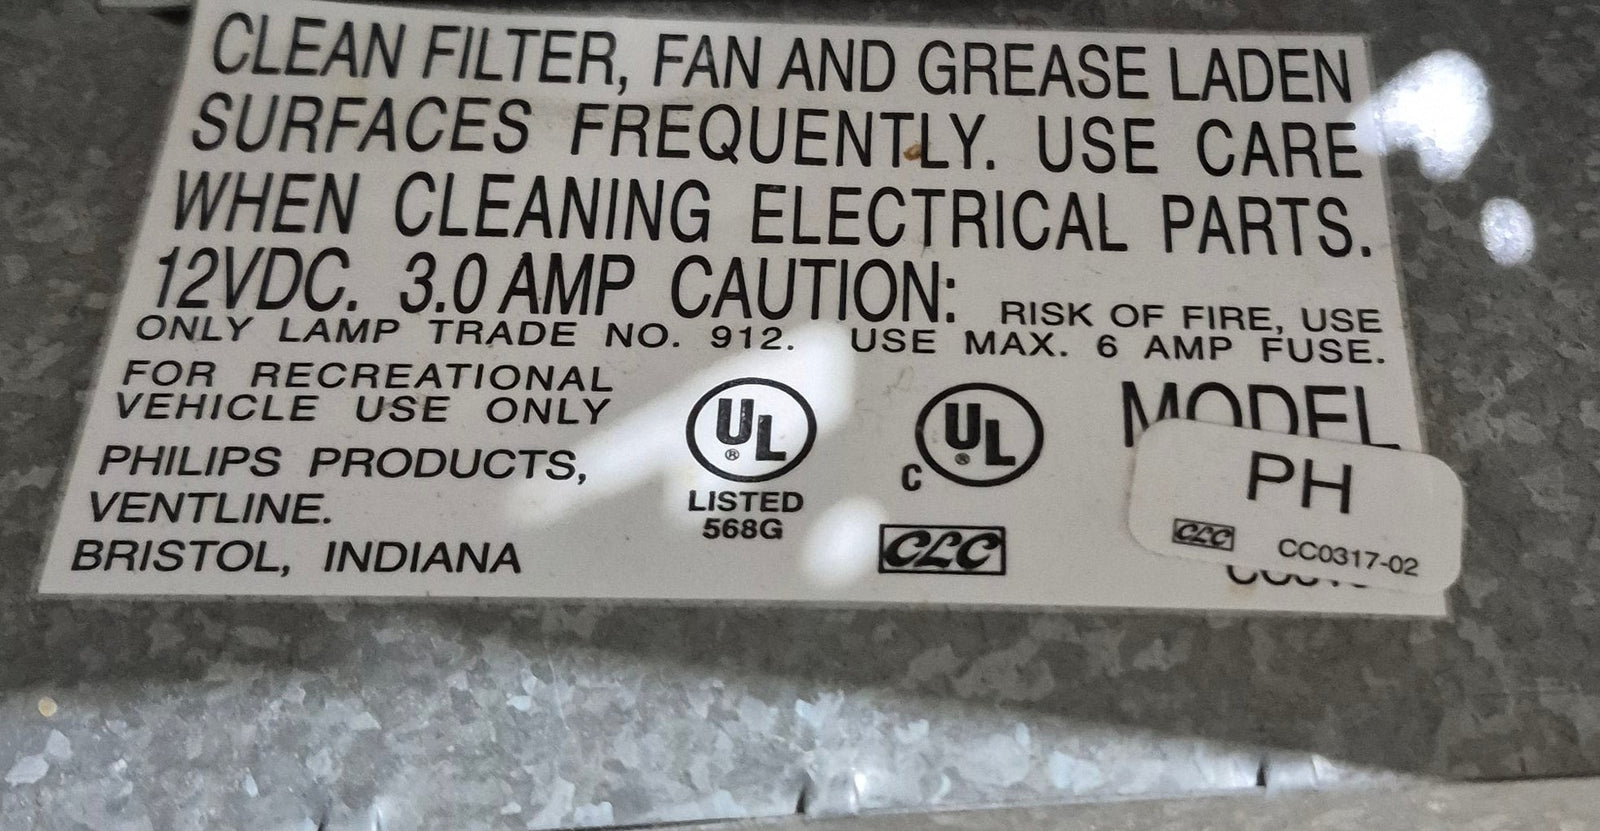 CLEAN FILTER, FAN AND GREASE LADEN
SURFACES FREQUENTLY. USE CARE
WHEN CLEANING ELECTRICAL PARTS.
12VDC. 3.0 AMP CAUTION: RISK OF FIRE, USE
ONLY LAMP TRADE NO. 912. USE MAX. 6 AMP FUSE.
FOR RECREATIONAL
VEHICLE USE ONLY
PHILIPS PRODUCTS,
VENTLINE.
BRISTOL, INDIANA
UL
®
LISTED
568G
C UL
®
CLC
MODEL
PH
CLC CC0317-02